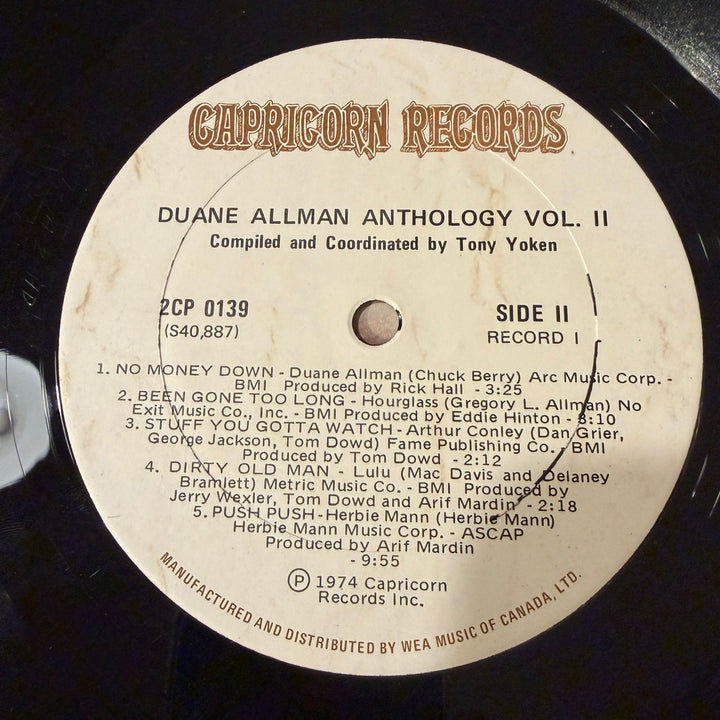 CAPRICORN RECORDS
DUANE ALLMAN ANTHOLOGY VOL. II
Compiled and Coordinated by Tony Yoken
2CP 0139
(S40,887)
SIDE II
RECORD I
1. NO MONEY DOWN - Duane Allman (Chuck Berry) Arc Music Corp. -
BMI Produced by Rick Hall - 3:25
2. BEEN GONE TOO LONG - Hourglass (Gregory L. Allman) No
Exit Music Co., Inc. - BMI Produced by Eddie Hinton - 3:10
3. STUFF YOU GOTTA WATCH - Arthur Conley (Dan Grier,
George Jackson, Tom Dowd) Fame Publishing Co. - BMI
Produced by Tom Dowd - 2:12
4. DIRTY OLD MAN - Lulu (Mac Davis and Delaney
Bramlett) Metric Music Co. - BMI Produced by
Jerry Wexler, Tom Dowd and Arif Mardin - 2:18
5. PUSH PUSH - Herbie Mann (Herbie Mann)
Herbie Mann Music Corp. - ASCAP
Produced by Arif Mardin
- 9:55
℗ 1974 Capricorn
Records Inc.
MANUFACTURED AND DISTRIBUTED BY WEA MUSIC OF CANADA, LTD.